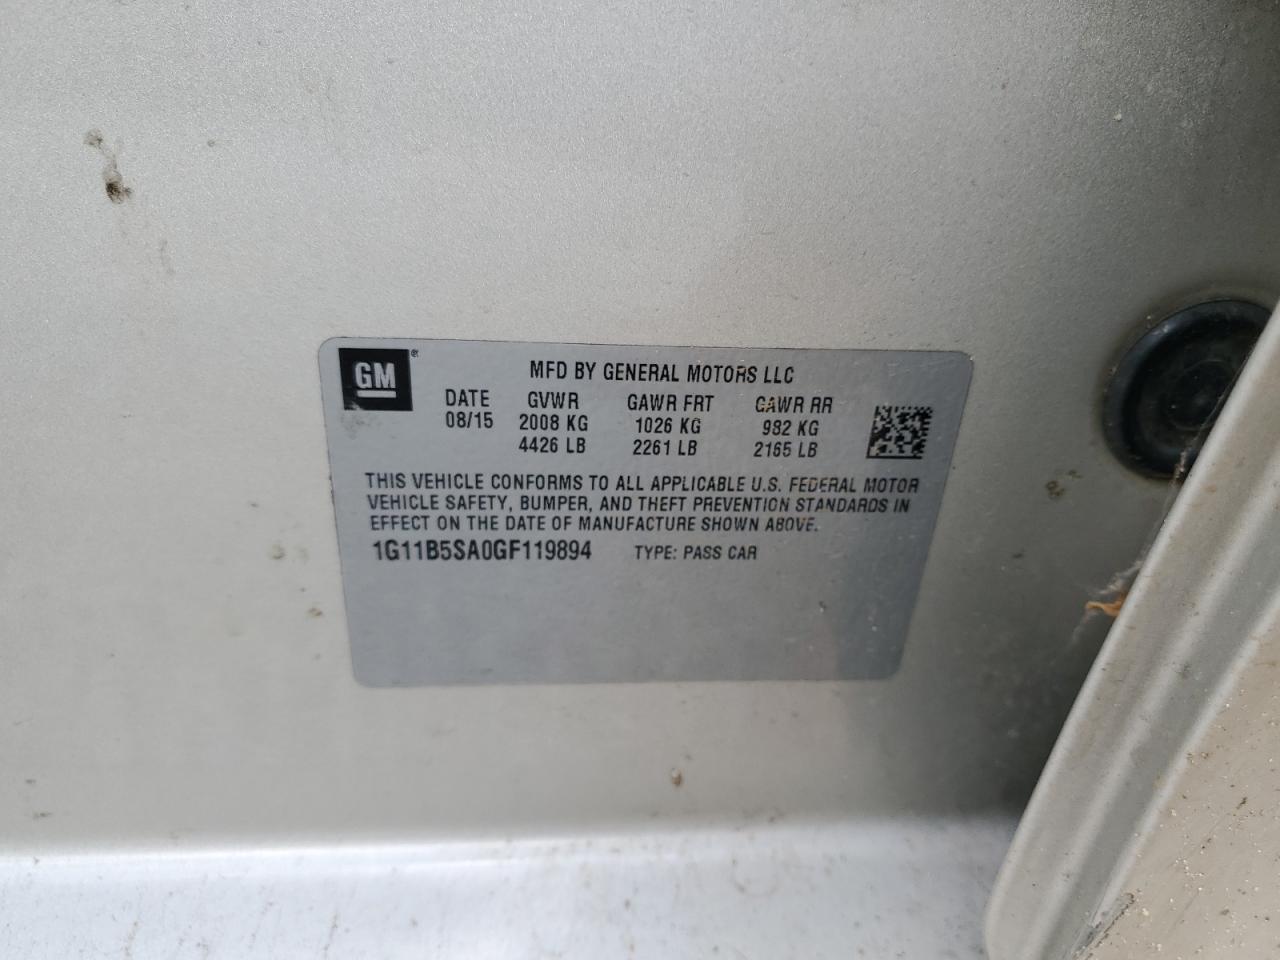 GM®
MFD BY GENERAL MOTORS LLC
DATE GVWR GAWR FRT GAWR RR
08/15 2008 KG 1026 KG 982 KG
4426 LB 2261 LB 2165 LB
THIS VEHICLE CONFORMS TO ALL APPLICABLE U.S. FEDERAL MOTOR
VEHICLE SAFETY, BUMPER, AND THEFT PREVENTION STANDARDS IN
EFFECT ON THE DATE OF MANUFACTURE SHOWN ABOVE.
1G11B5SA0GF119894 TYPE: PASS CAR